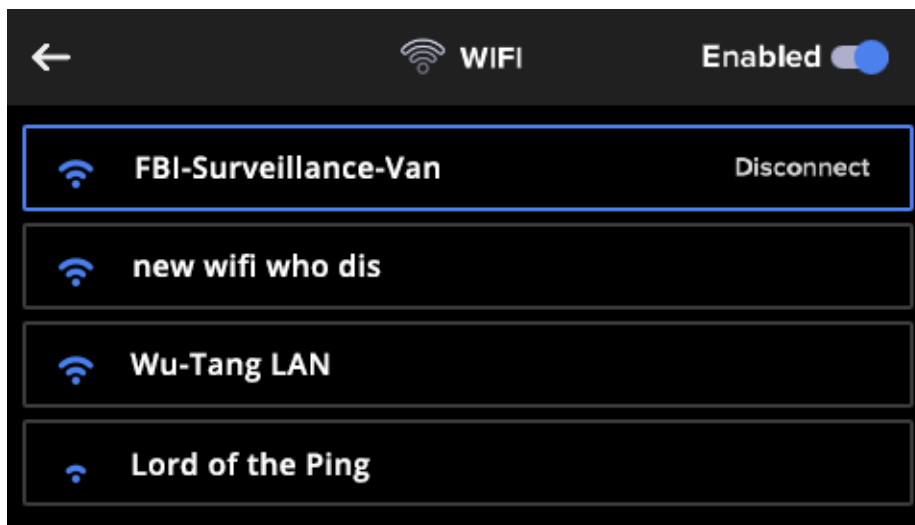 WIFI Enabled
FBI-Surveillance-Van Disconnect
new wifi who dis
Wu-Tang LAN
Lord of the Ping